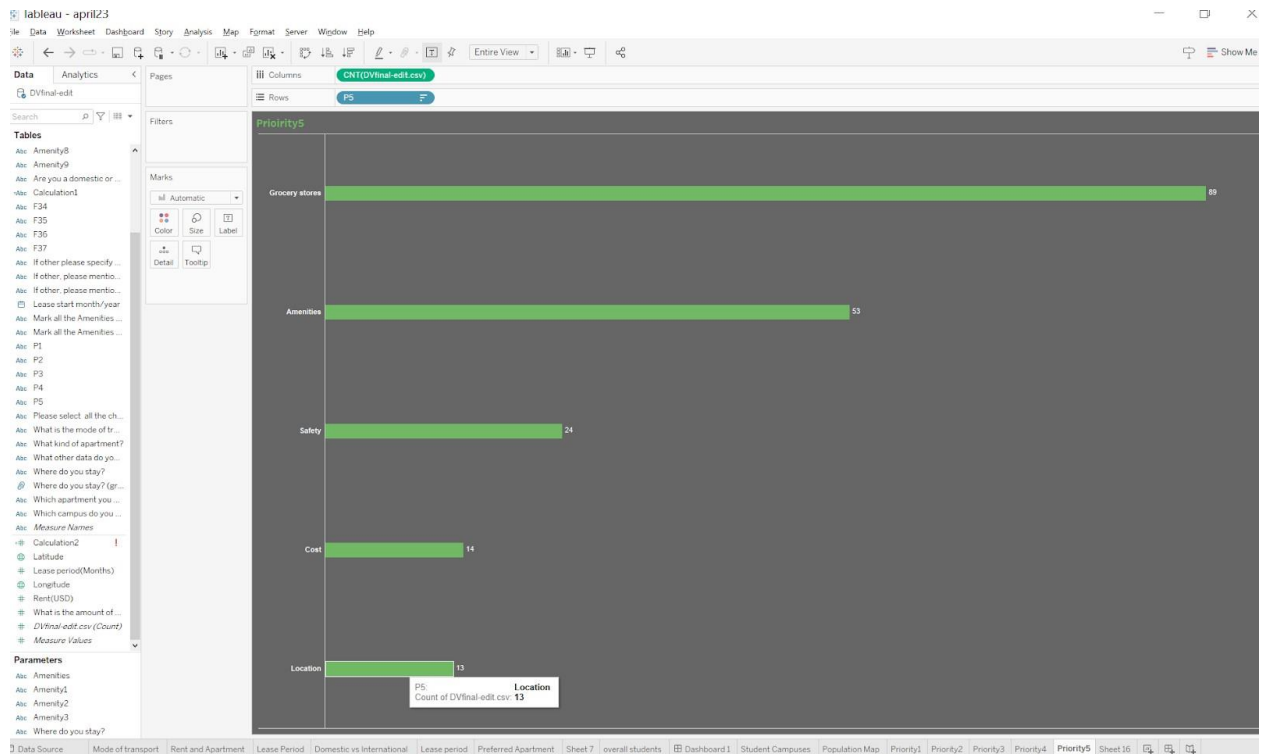 Tableau - april23
File Data Worksheet Dashboard Story Analysis Map Format Server Window Help
Entire View
Show Me
Data Analytics
DVfinal-edit
Search
Tables
Abc Amenity8
Abc Amenity9
Abc Are you a domestic or ...
=Abc Calculation1
Abc F34
Abc F35
Abc F36
Abc F37
Abc If other please specify ...
Abc If other, please mentio...
Abc If other, please mentio...
Lease start month/year
Abc Mark all the Amenities ...
Abc Mark all the Amenities ...
Abc P1
Abc P2
Abc P3
Abc P4
Abc P5
Abc Please select all the ch...
Abc What is the mode of tr...
Abc What kind of apartment?
Abc What other data do yo...
Abc Where do you stay?
Where do you stay? (gr...
Abc Which apartment you ...
Abc Which campus do you ...
Abc Measure Names
=# Calculation2 !
Latitude
# Lease period(Months)
Longitude
# Rent(USD)
# What is the amount of ...
# DVfinal-edit.csv (Count)
# Measure Values
Parameters
Abc Amenities
Abc Amenity1
Abc Amenity2
Abc Amenity3
Abc Where do you stay?
Pages
Filters
Marks
Automatic
Color Size Label
Detail Tooltip
Columns CNT(DVfinal-edit.csv)
Rows P5
Prioirity5
Grocery stores 89
Amenities 53
Safety 24
Cost 14
Location 13
P5: Location
Count of DVfinal-edit.csv: 13
Data Source Mode of transport Rent and Apartment Lease Period Domestic vs International Lease period Preferred Apartment Sheet 7 overall students Dashboard 1 Student Campuses Population Map Priority1 Priority2 Priority3 Priority4 Priority5 Sheet 16